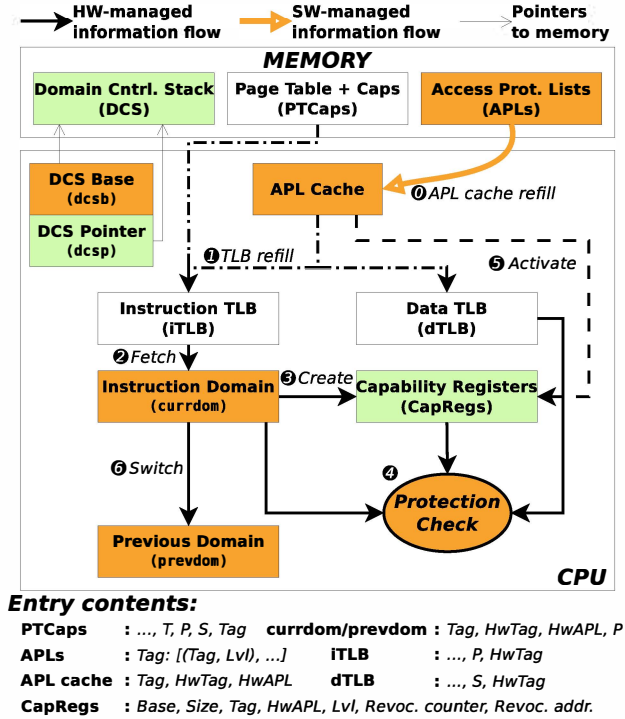 HW-managed information flow
SW-managed information flow
Pointers to memory
MEMORY
Domain Cntrl. Stack
(DCS)
Page Table + Caps
(PTCaps)
Access Prot. Lists
(APLs)
DCS Base
(dcsb)
DCS Pointer
(dcsp)
APL Cache
⓿APL cache refill
❶TLB refill
❺Activate
Instruction TLB
(iTLB)
Data TLB
(dTLB)
❷Fetch
Instruction Domain
(currdom)
❸Create
Capability Registers
(CapRegs)
❻Switch
❹
Protection
Check
Previous Domain
(prevdom)
CPU
Entry contents:
PTCaps : ..., T, P, S, Tag currdom/prevdom : Tag, HwTag, HwAPL, P
APLs : Tag: [(Tag, Lvl), ...] iTLB : ..., P, HwTag
APL cache : Tag, HwTag, HwAPL dTLB : ..., S, HwTag
CapRegs : Base, Size, Tag, HwAPL, Lvl, Revoc. counter, Revoc. addr.